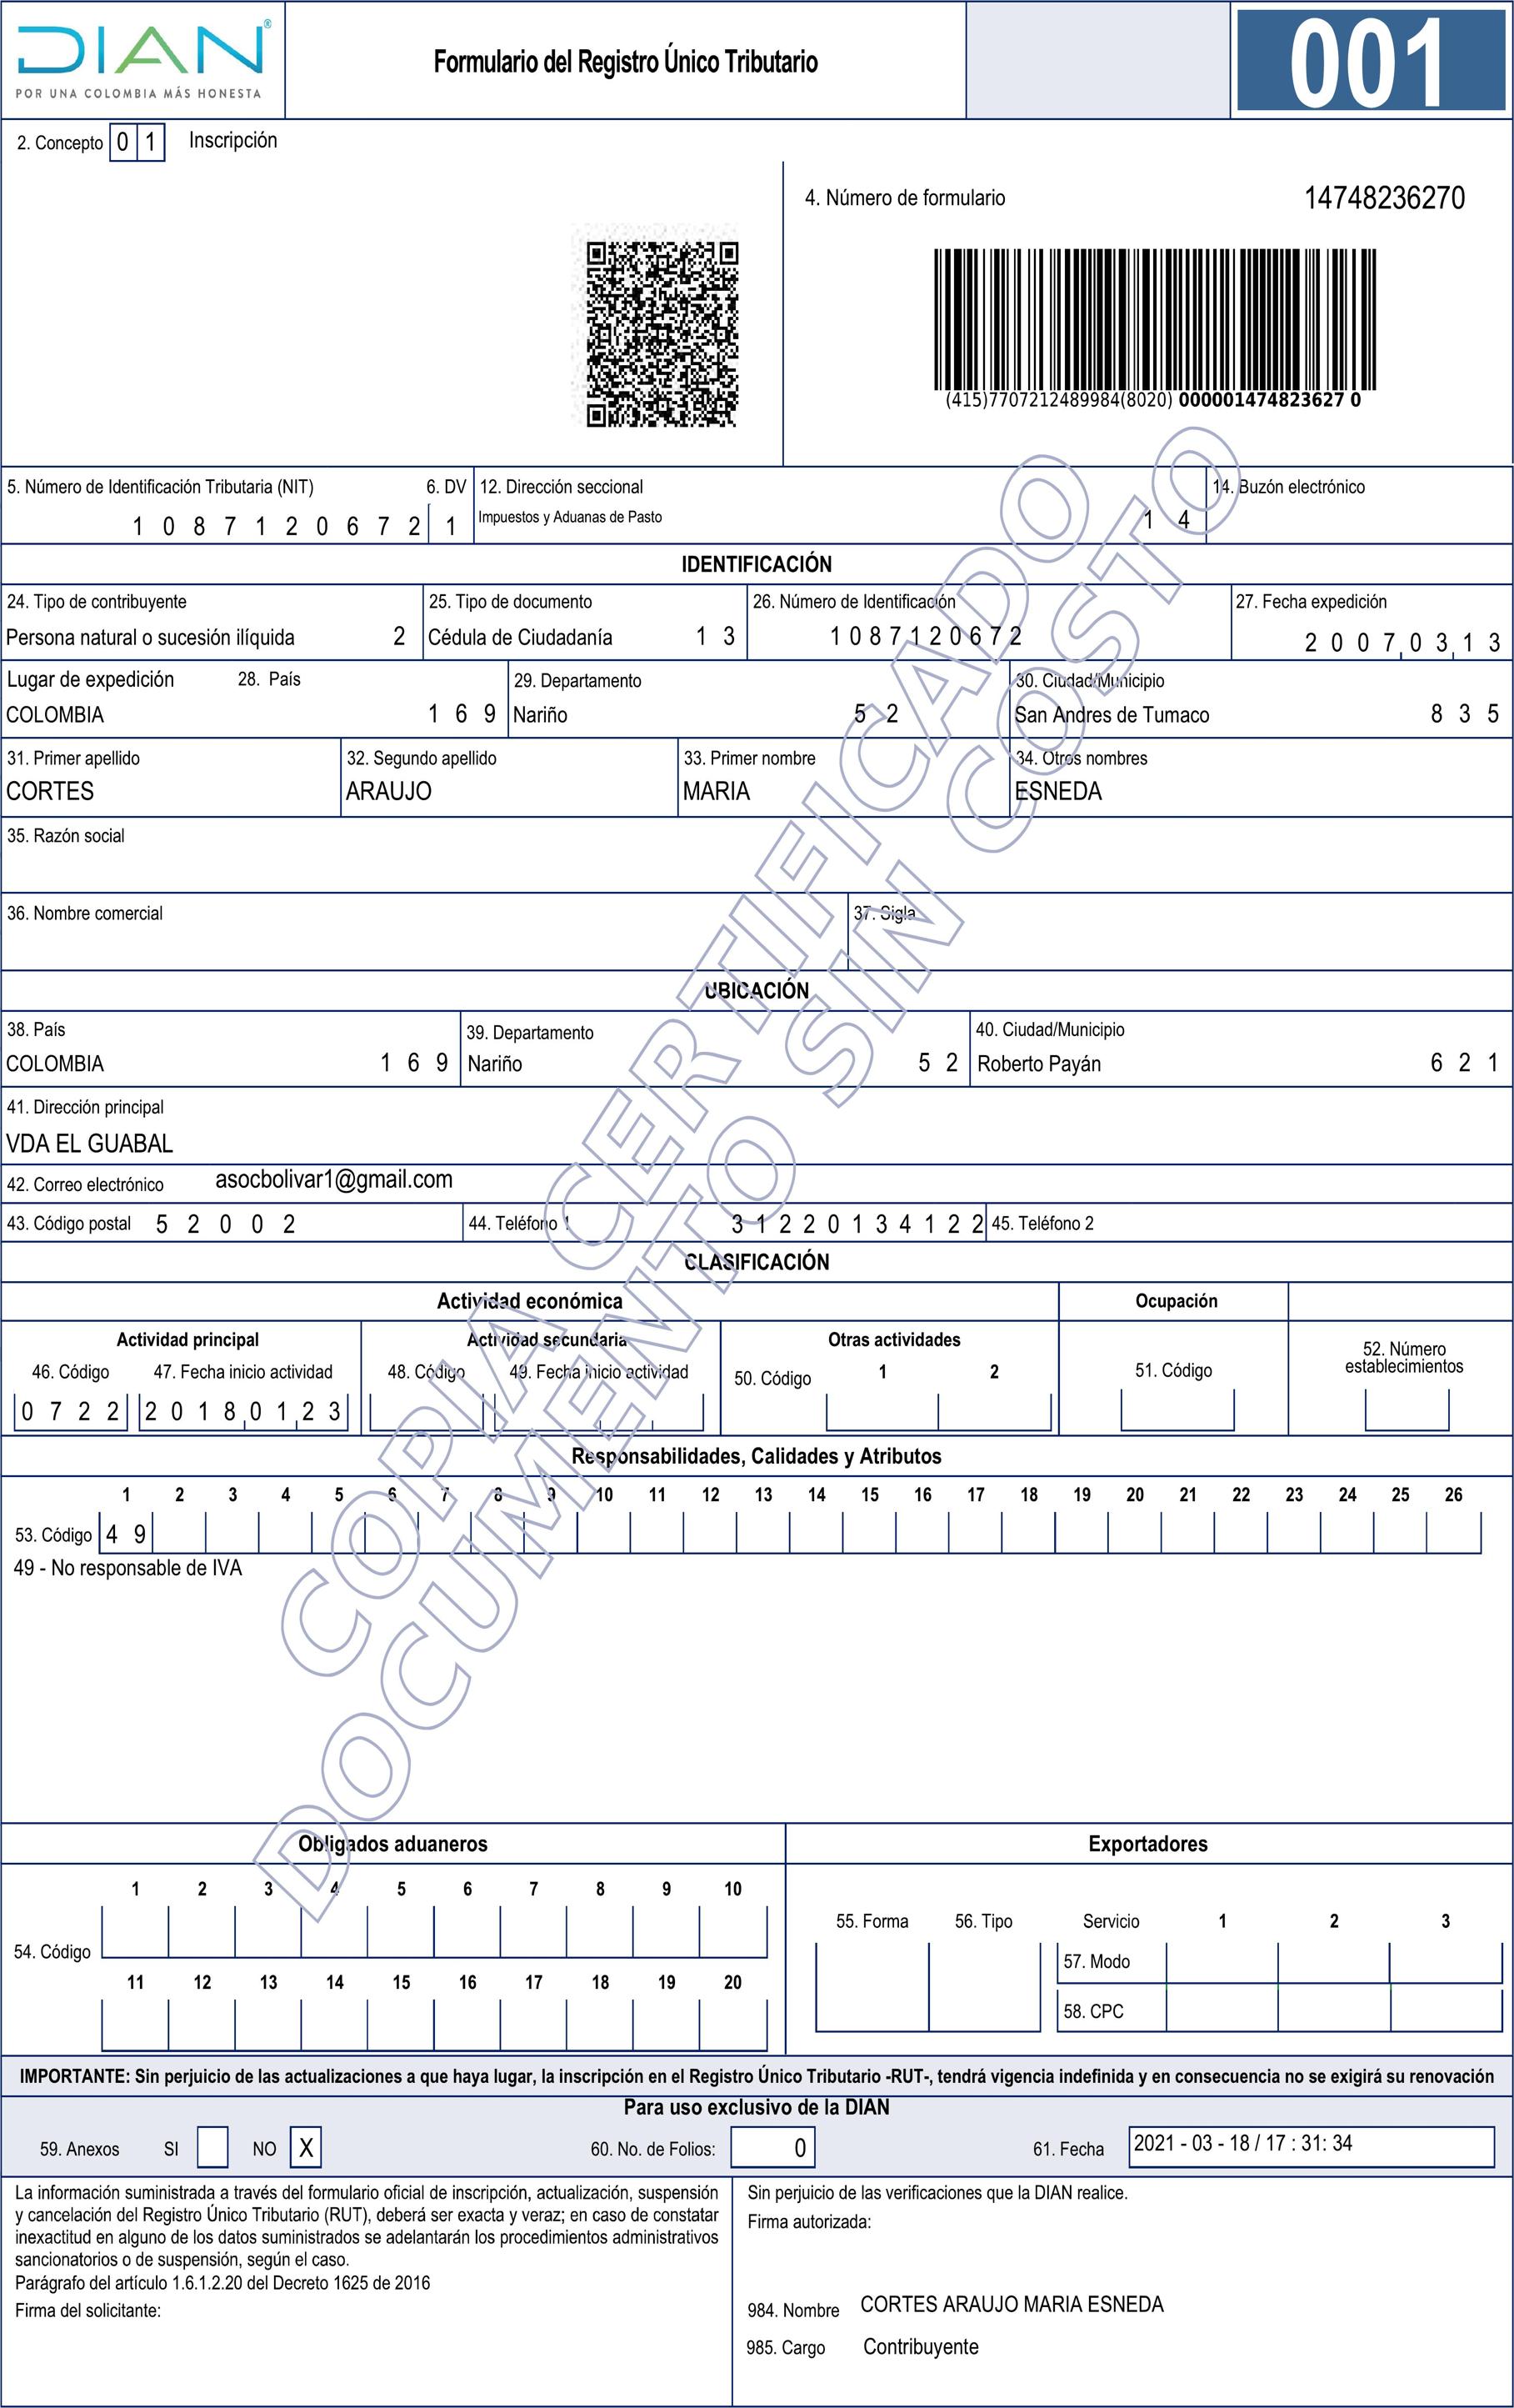 DIAN®
POR UNA COLOMBIA MÁS HONESTA
Formulario del Registro Único Tributario
001
2. Concepto 0 1 Inscripción
4. Número de formulario 14748236270
(415)7707212489984(8020) 000001474823627 0
5. Número de Identificación Tributaria (NIT) 6. DV 12. Dirección seccional 14. Buzón electrónico
1 0 8 7 1 2 0 6 7 2 1 Impuestos y Aduanas de Pasto 1 4
IDENTIFICACIÓN
24. Tipo de contribuyente 25. Tipo de documento 26. Número de Identificación 27. Fecha expedición
Persona natural o sucesión ilíquida 2 Cédula de Ciudadanía 1 3 1 0 8 7 1 2 0 6 7 2 2 0 0 7 0 3 1 3
Lugar de expedición 28. País 29. Departamento 30. Ciudad/Municipio
COLOMBIA 1 6 9 Nariño 5 2 San Andres de Tumaco 8 3 5
31. Primer apellido 32. Segundo apellido 33. Primer nombre 34. Otros nombres
CORTES ARAUJO MARIA ESNEDA
35. Razón social
36. Nombre comercial 37. Sigla
UBICACIÓN
38. País 39. Departamento 40. Ciudad/Municipio
COLOMBIA 1 6 9 Nariño 5 2 Roberto Payán 6 2 1
41. Dirección principal
VDA EL GUABAL
42. Correo electrónico asocbolivar1@gmail.com
43. Código postal 5 2 0 0 2 44. Teléfono 1 3 1 2 2 0 1 3 4 1 2 2 45. Teléfono 2
CLASIFICACIÓN
Actividad económica Ocupación
Actividad principal Actividad secundaria Otras actividades 52. Número establecimientos
46. Código 47. Fecha inicio actividad 48. Código 49. Fecha inicio actividad 50. Código 1 2 51. Código
0 7 2 2 2 0 1 8 0 1 2 3
Responsabilidades, Calidades y Atributos
1 2 3 4 5 6 7 8 9 10 11 12 13 14 15 16 17 18 19 20 21 22 23 24 25 26
53. Código 4 9
49 - No responsable de IVA
COPIA CERTIFICADO
DOCUMENTO SIN COSTO
Obligados aduaneros Exportadores
1 2 3 4 5 6 7 8 9 10
55. Forma 56. Tipo Servicio 1 2 3
54. Código
57. Modo
11 12 13 14 15 16 17 18 19 20
58. CPC
IMPORTANTE: Sin perjuicio de las actualizaciones a que haya lugar, la inscripción en el Registro Único Tributario -RUT-, tendrá vigencia indefinida y en consecuencia no se exigirá su renovación
Para uso exclusivo de la DIAN
59. Anexos SI NO X 60. No. de Folios: 0 61. Fecha 2021 - 03 - 18 / 17 : 31: 34
La información suministrada a través del formulario oficial de inscripción, actualización, suspensión
y cancelación del Registro Único Tributario (RUT), deberá ser exacta y veraz; en caso de constatar
inexactitud en alguno de los datos suministrados se adelantarán los procedimientos administrativos
sancionatorios o de suspensión, según el caso.
Parágrafo del artículo 1.6.1.2.20 del Decreto 1625 de 2016
Firma del solicitante:
Sin perjuicio de las verificaciones que la DIAN realice.
Firma autorizada:
984. Nombre CORTES ARAUJO MARIA ESNEDA
985. Cargo Contribuyente